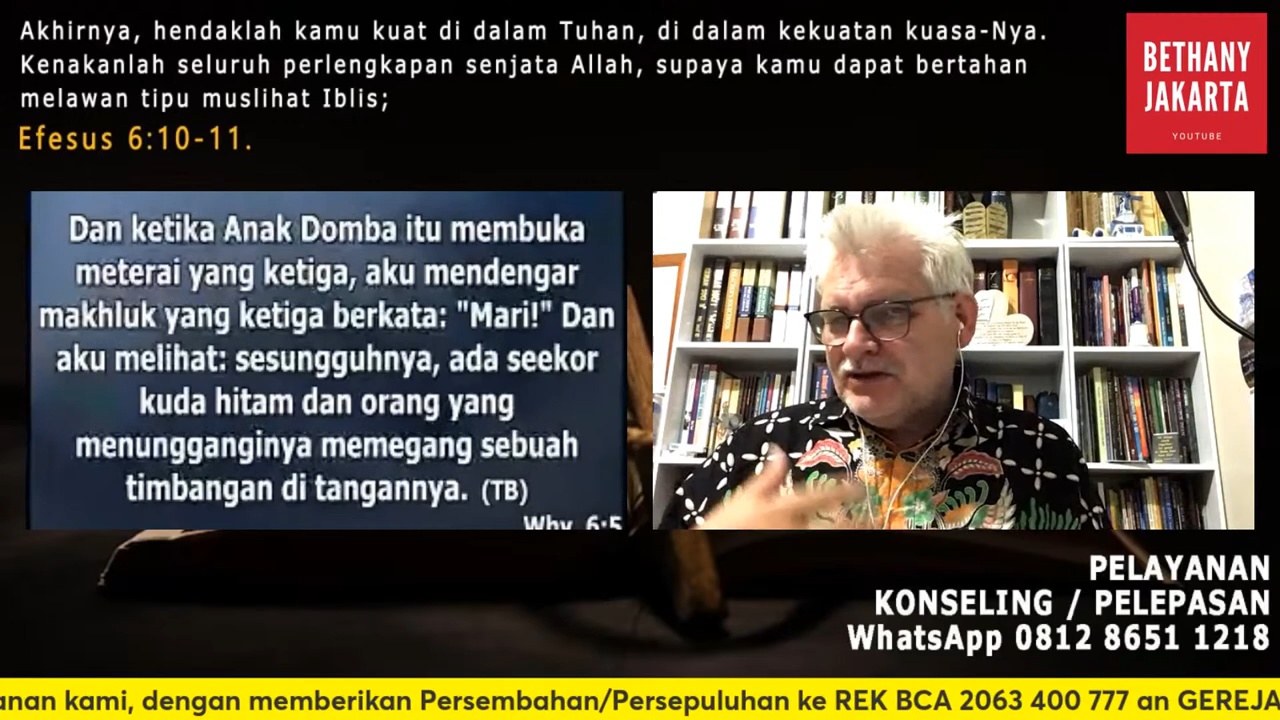 Akhirnya, hendaklah kamu kuat di dalam Tuhan, di dalam kekuatan kuasa-Nya.
Kenakanlah seluruh perlengkapan senjata Allah, supaya kamu dapat bertahan
melawan tipu muslihat Iblis;
Efesus 6:10-11.
BETHANY
JAKARTA
YOUTUBE
Dan ketika Anak Domba itu membuka
meterai yang ketiga, aku mendengar
makhluk yang ketiga berkata: "Mari!" Dan
aku melihat: sesungguhnya, ada seekor
kuda hitam dan orang yang
menungganginya memegang sebuah
timbangan di tangannya. (TB)
Why. 6:5
PELAYANAN
KONSELING / PELEPASAN
WhatsApp 0812 8651 1218
anan kami, dengan memberikan Persembahan/Persepuluhan ke REK BCA 2063 400 777 an GEREJA